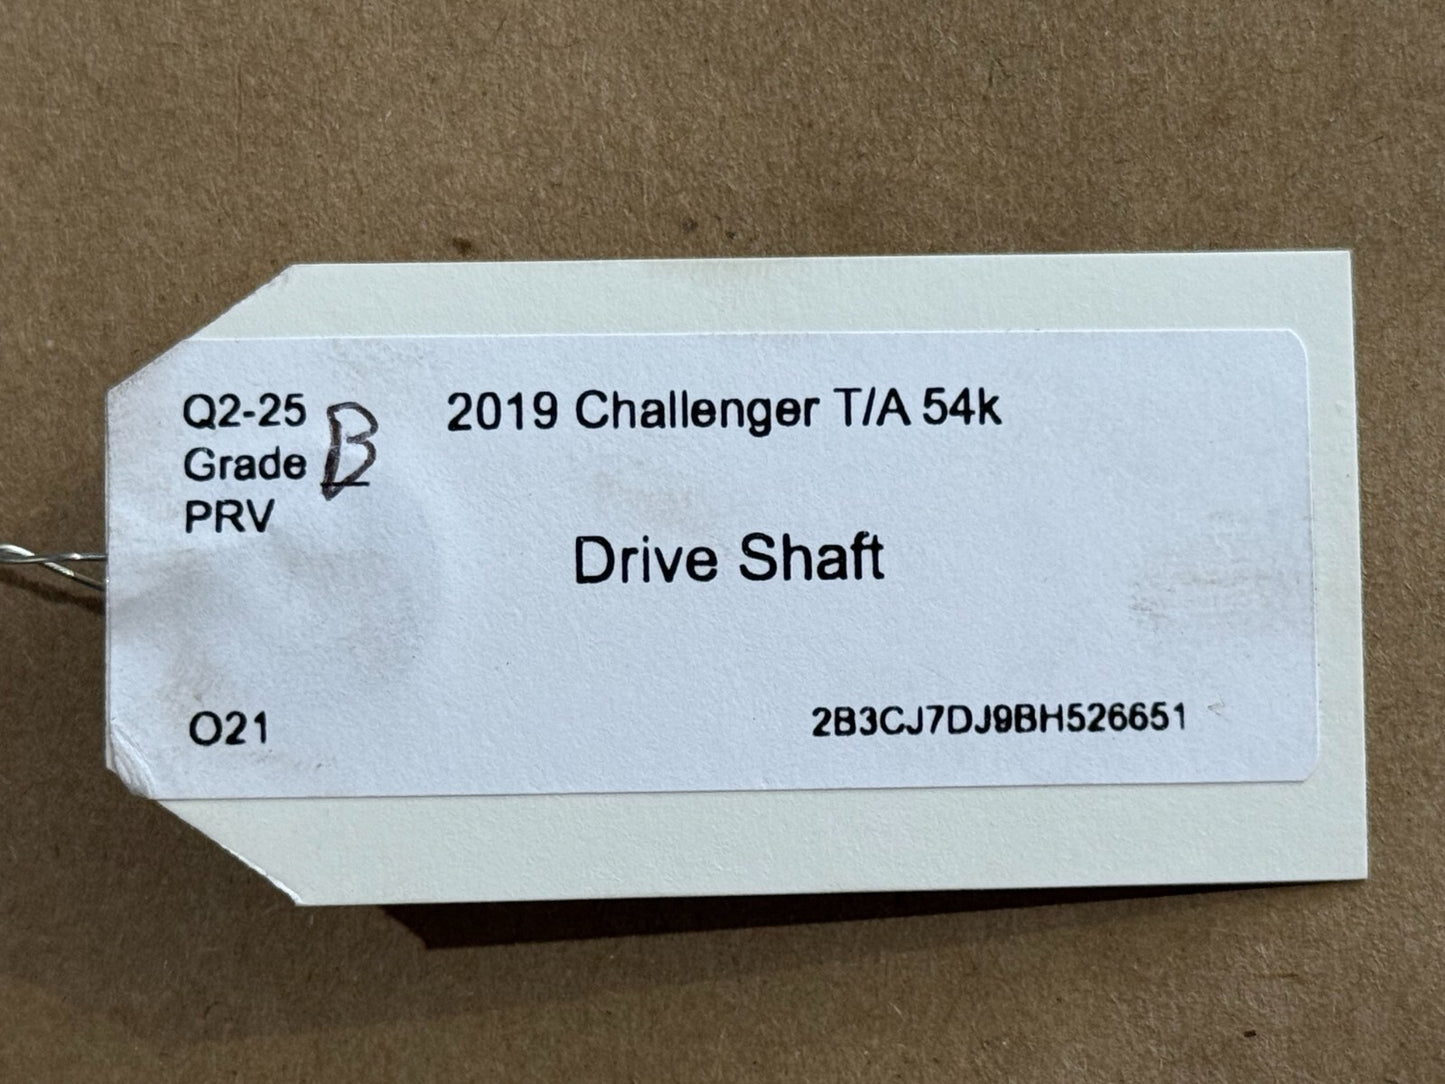 Q2-25
Grade B
PRV
2019 Challenger T/A 54k
Drive Shaft
O21
2B3CJ7DJ9BH526651